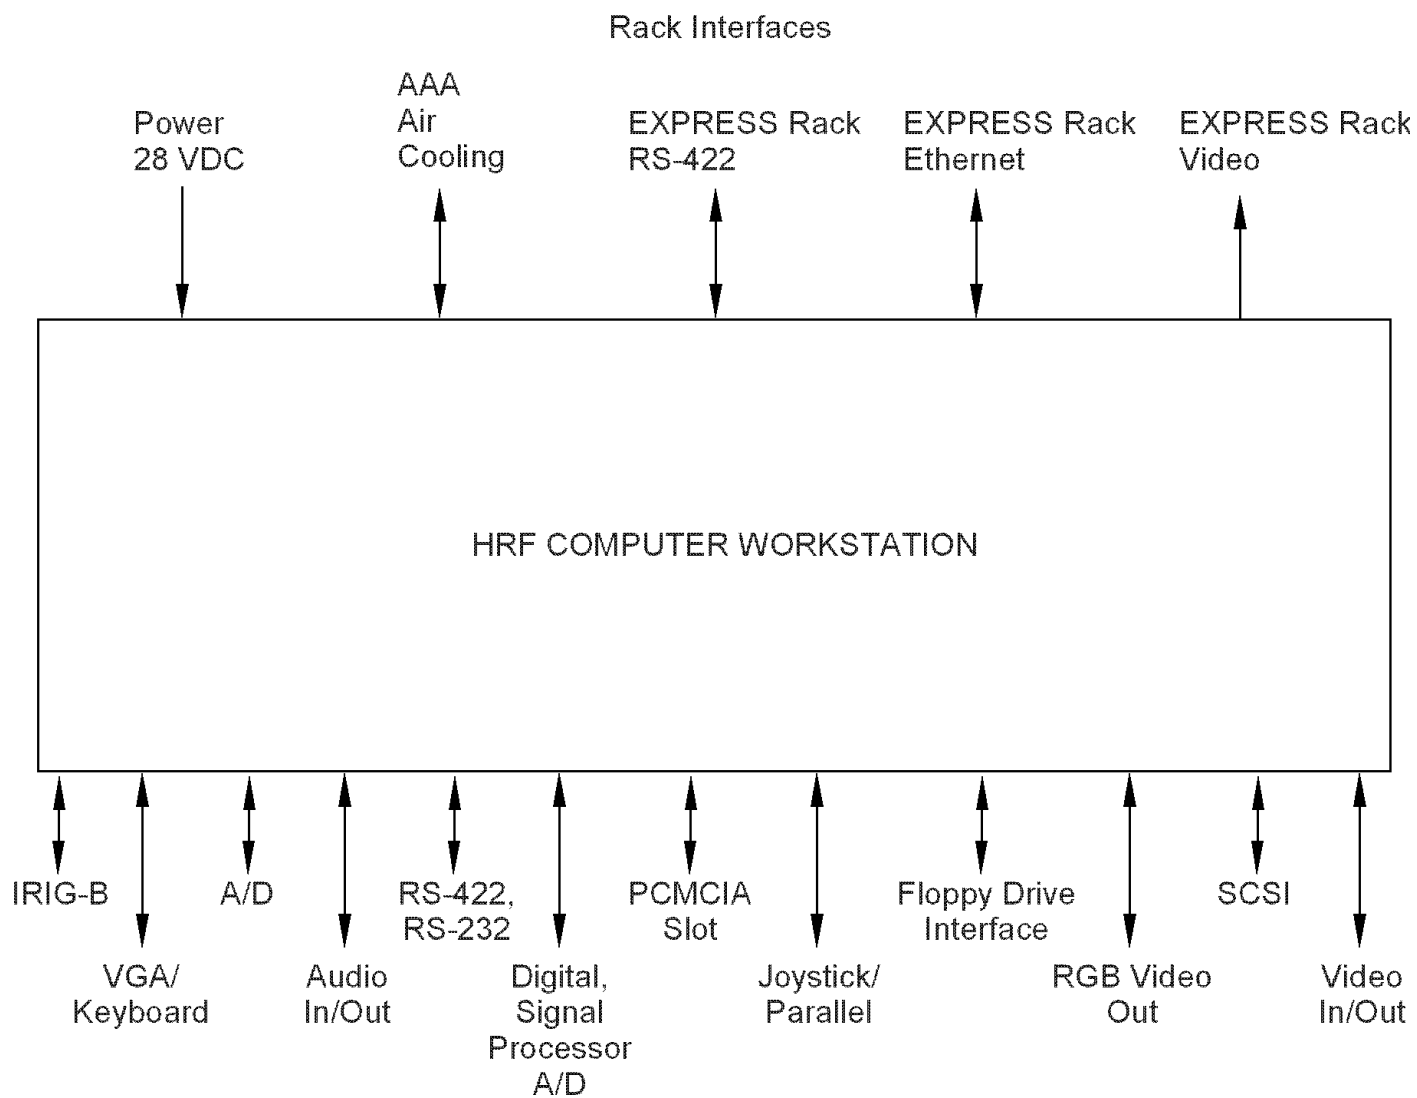 Rack Interfaces
Power
28 VDC
AAA
Air
Cooling
EXPRESS Rack
RS-422
EXPRESS Rack
Ethernet
EXPRESS Rack
Video
HRF COMPUTER WORKSTATION
IRIG-B
VGA/
Keyboard
A/D
Audio
In/Out
RS-422,
RS-232
Digital,
Signal
Processor
A/D
PCMCIA
Slot
Joystick/
Parallel
Floppy Drive
Interface
RGB Video
Out
SCSI
Video
In/Out